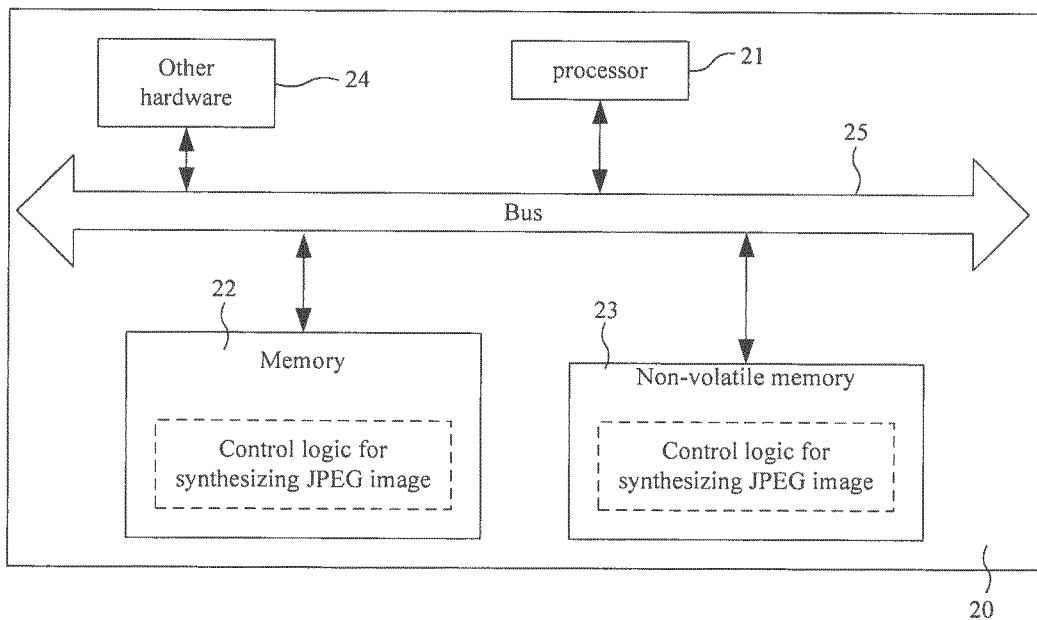 Other
hardware
24
processor
21
25
Bus
22
Memory
Control logic for
synthesizing JPEG image
23
Non-volatile memory
Control logic for
synthesizing JPEG image
20